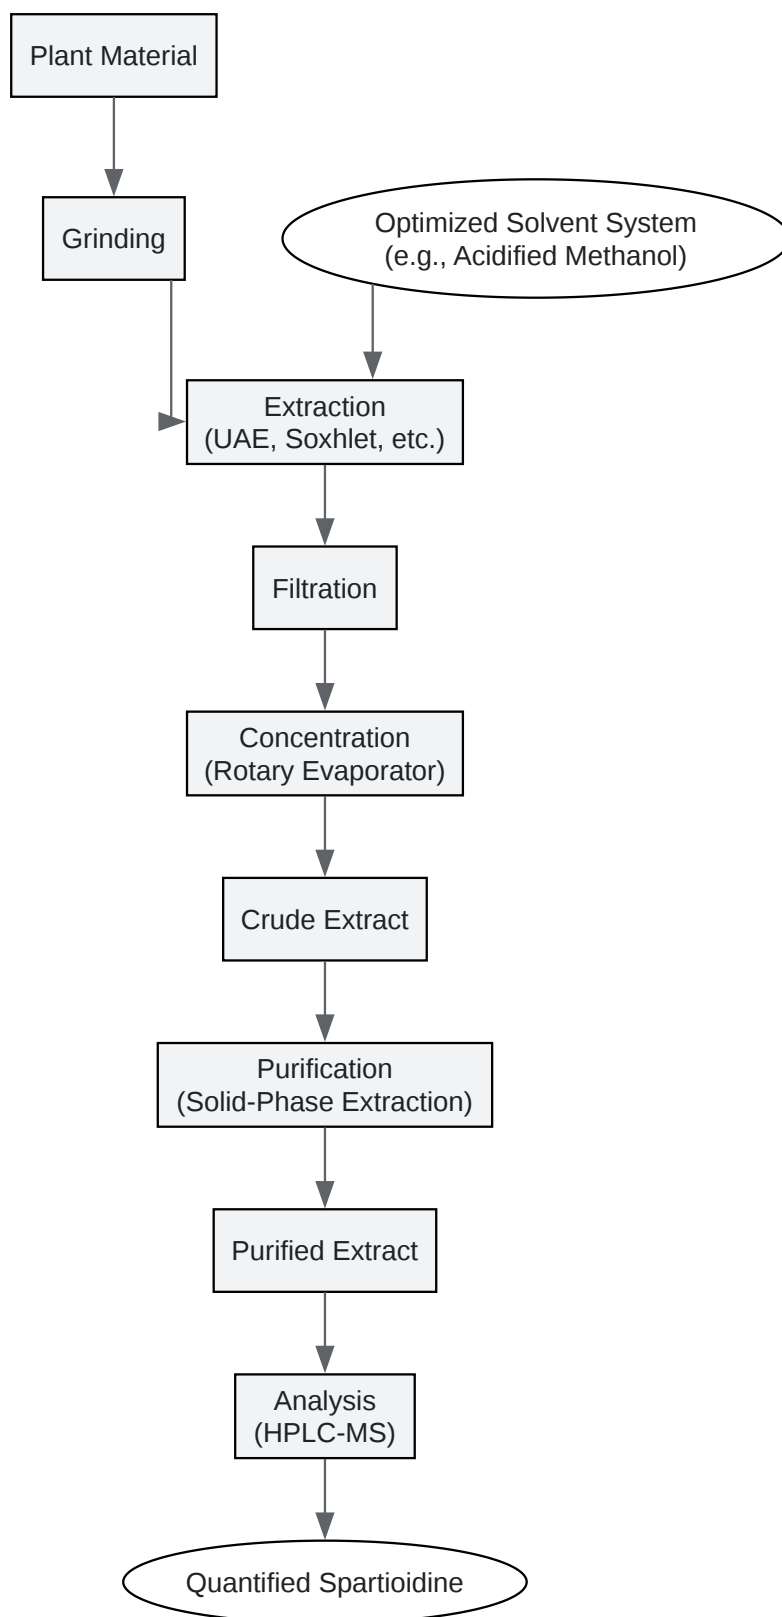 Plant Material
Grinding
Optimized Solvent System
(e.g., Acidified Methanol)
Extraction
(UAE, Soxhlet, etc.)
Filtration
Concentration
(Rotary Evaporator)
Crude Extract
Purification
(Solid-Phase Extraction)
Purified Extract
Analysis
(HPLC-MS)
Quantified Spartioidine